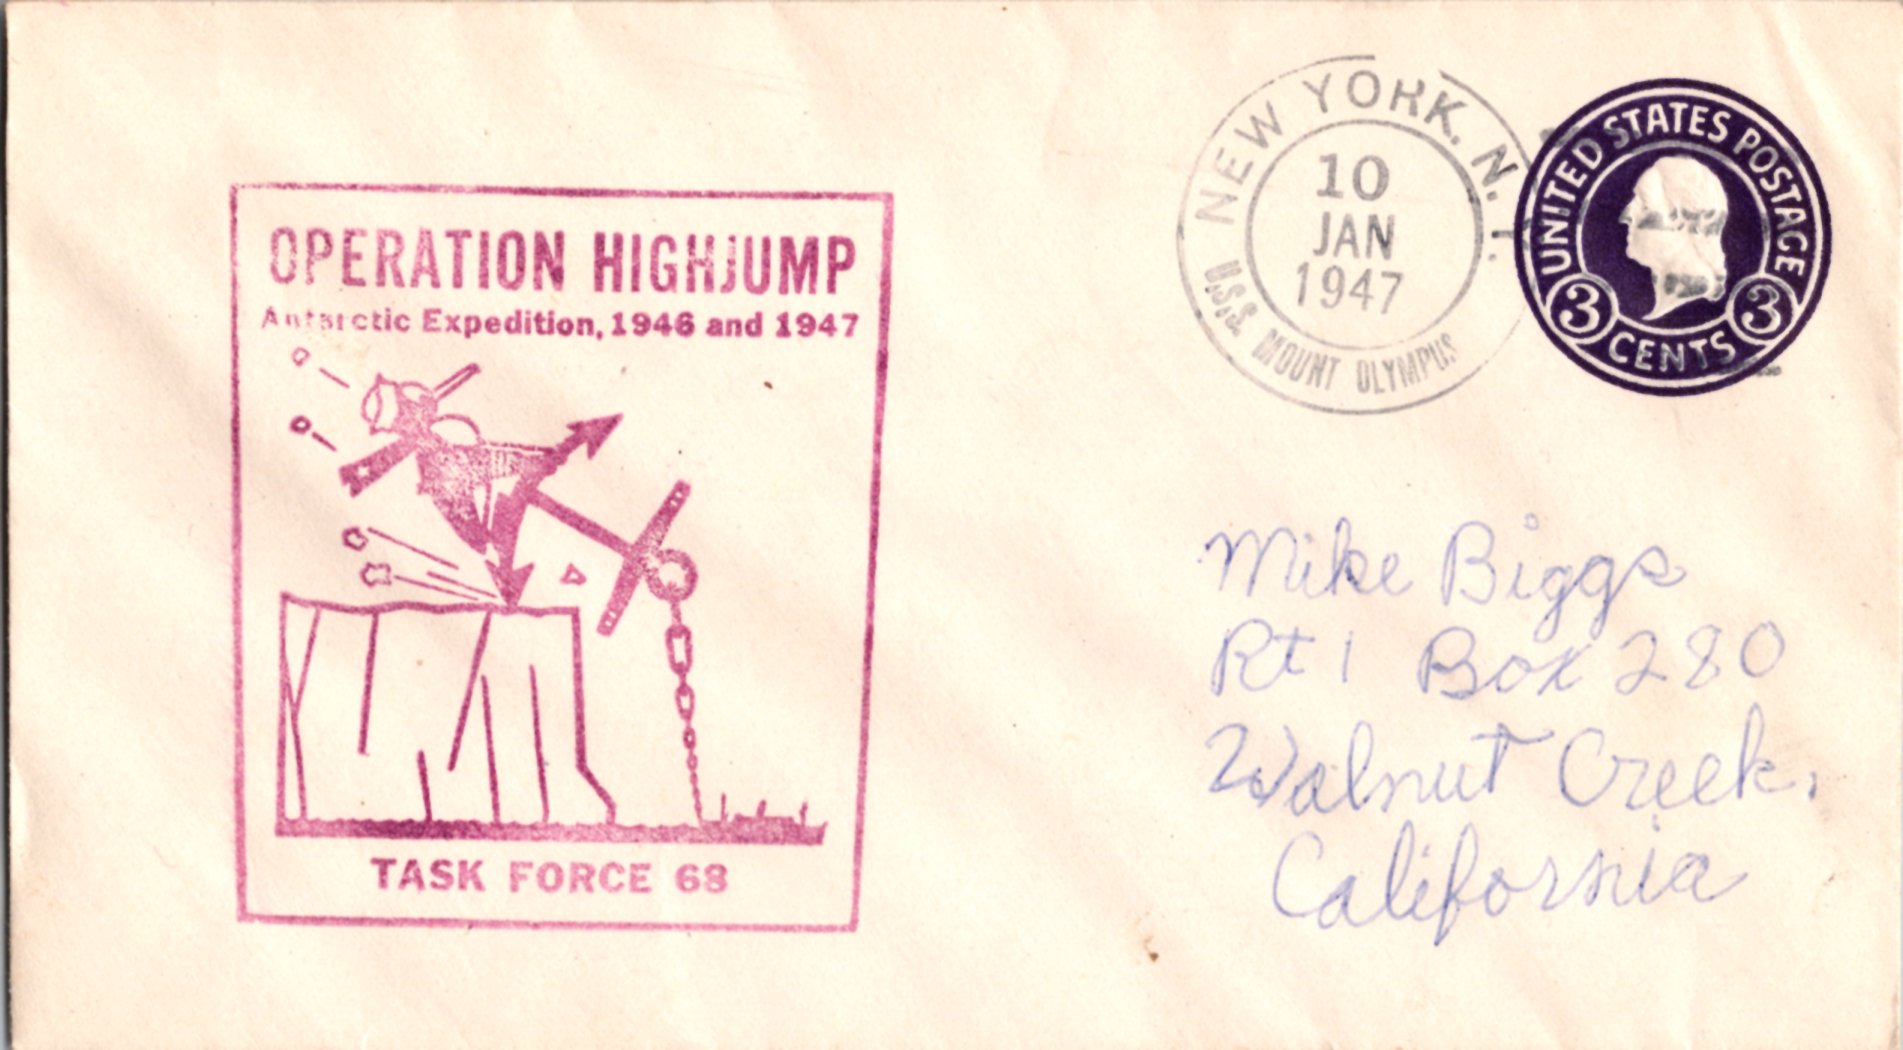 OPERATION HIGHJUMP
Antarctic Expedition, 1946 and 1947
TASK FORCE 68
NEW YORK, N.Y.
10
JAN
1947
U.S.S. MOUNT OLYMPUS
UNITED STATES POSTAGE
3 3
CENTS
Mike Biggs
Rt 1 Box 280
Walnut Creek,
California